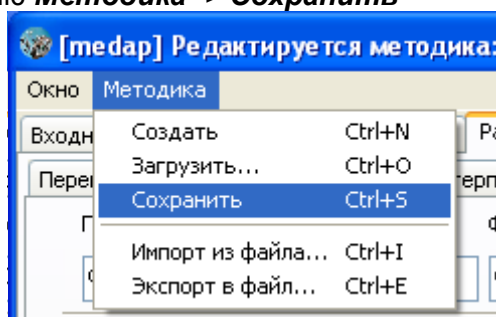 Методика -> Сохранить
[medap] Редактируется методика:
Окно Методика
Создать Ctrl+N
Загрузить... Ctrl+O
Сохранить Ctrl+S
Импорт из файла... Ctrl+I
Экспорт в файл... Ctrl+E